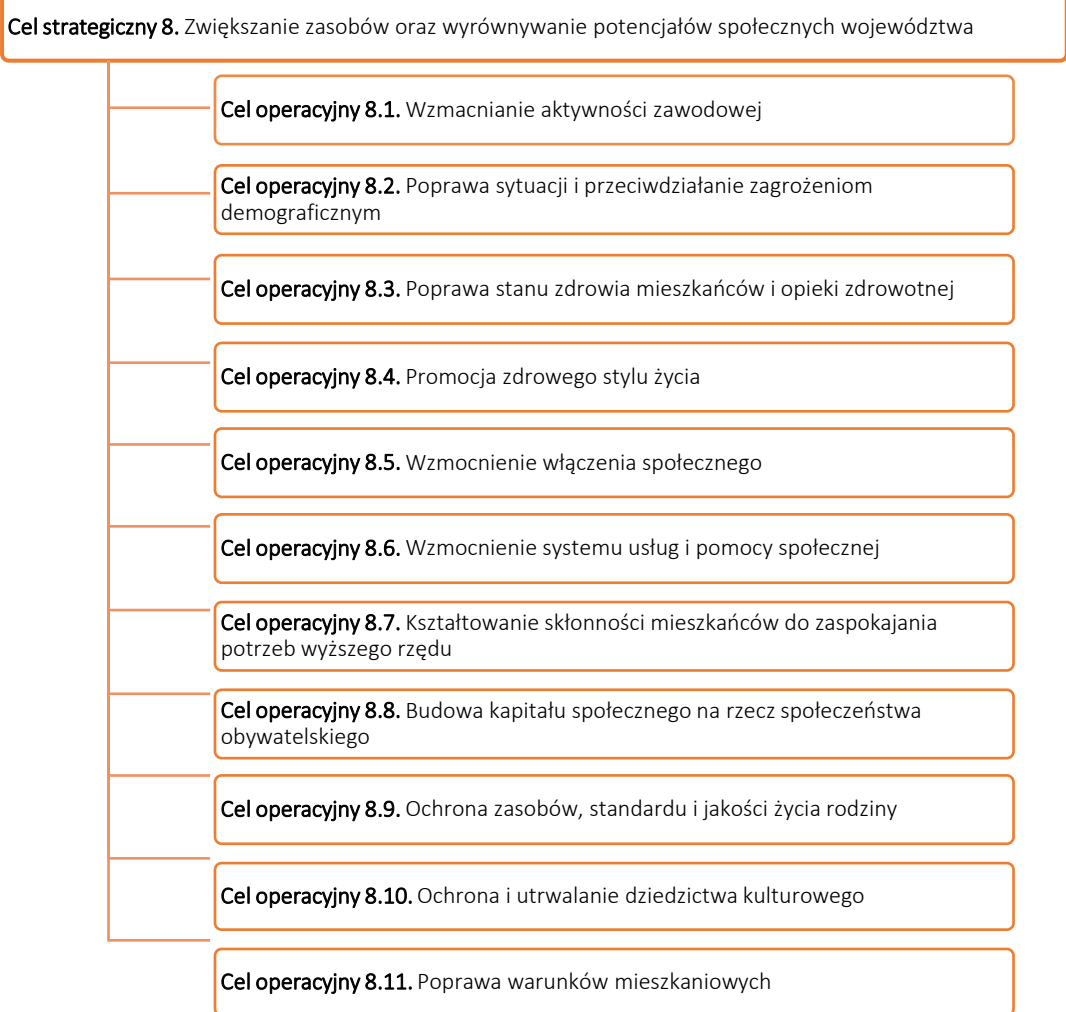 Cel strategiczny 8. Zwiększanie zasobów oraz wyrównywanie potencjałów społecznych województwa
Cel operacyjny 8.1. Wzmacnianie aktywności zawodowej
Cel operacyjny 8.2. Poprawa sytuacji i przeciwdziałanie zagrożeniom
demograficznym
Cel operacyjny 8.3. Poprawa stanu zdrowia mieszkańców i opieki zdrowotnej
Cel operacyjny 8.4. Promocja zdrowego stylu życia
Cel operacyjny 8.5. Wzmocnienie włączenia społecznego
Cel operacyjny 8.6. Wzmocnienie systemu usług i pomocy społecznej
Cel operacyjny 8.7. Kształtowanie skłonności mieszkańców do zaspokajania
potrzeb wyższego rzędu
Cel operacyjny 8.8. Budowa kapitału społecznego na rzecz społeczeństwa
obywatelskiego
Cel operacyjny 8.9. Ochrona zasobów, standardu i jakości życia rodziny
Cel operacyjny 8.10. Ochrona i utrwalanie dziedzictwa kulturowego
Cel operacyjny 8.11. Poprawa warunków mieszkaniowych